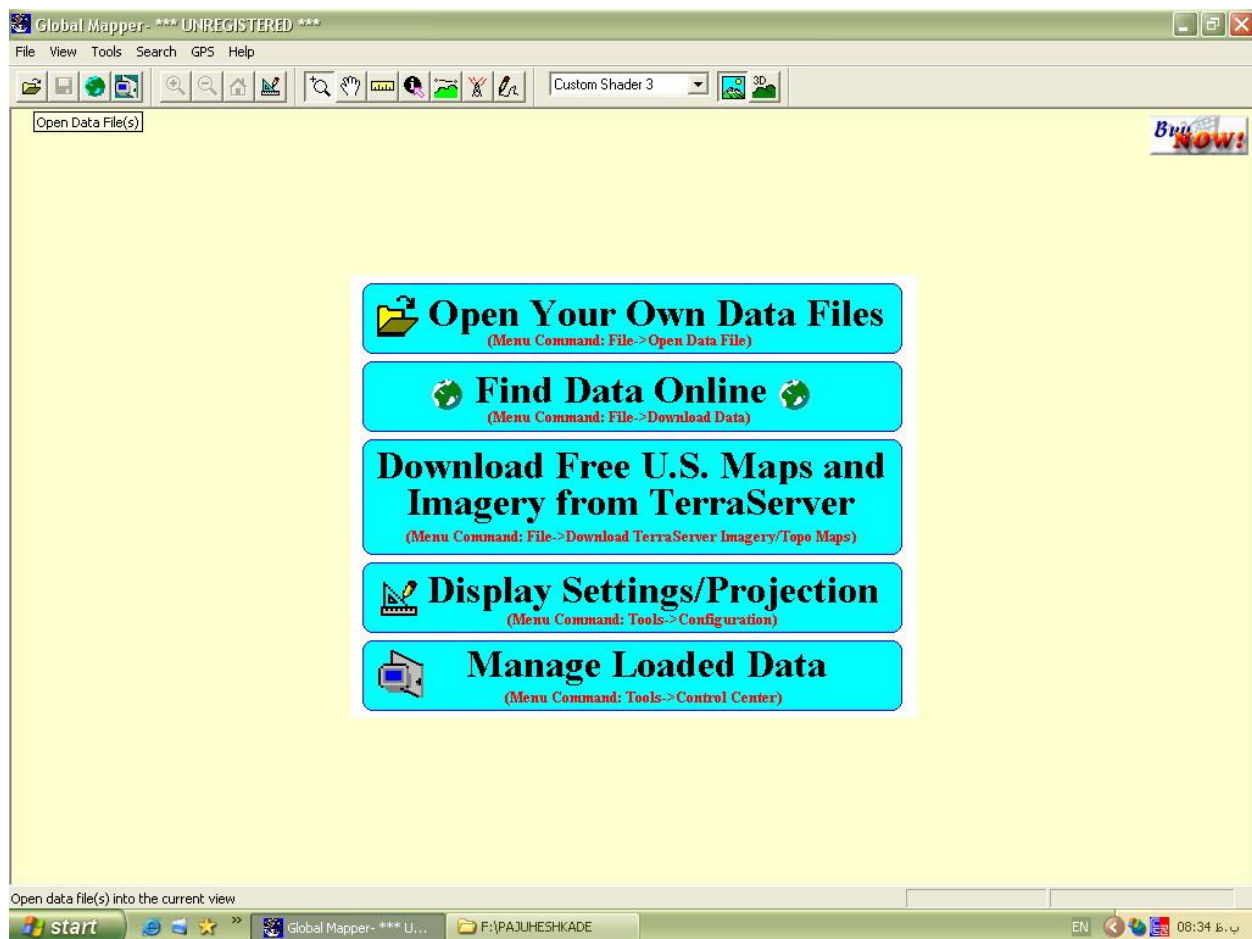 Global Mapper- *** UNREGISTERED ***
File View Tools Search GPS Help
Custom Shader 3
3D
Open Data File(s)
Buy NOW!
Open Your Own Data Files
(Menu Command: File->Open Data File)
Find Data Online
(Menu Command: File->Download Data)
Download Free U.S. Maps and
Imagery from TerraServer
(Menu Command: File->Download TerraServer Imagery/Topo Maps)
Display Settings/Projection
(Menu Command: Tools->Configuration)
Manage Loaded Data
(Menu Command: Tools->Control Center)
Open data file(s) into the current view
start
»
Global Mapper- *** U...
F:\PAJUHESHKADE
EN
08:34 ب.ظ